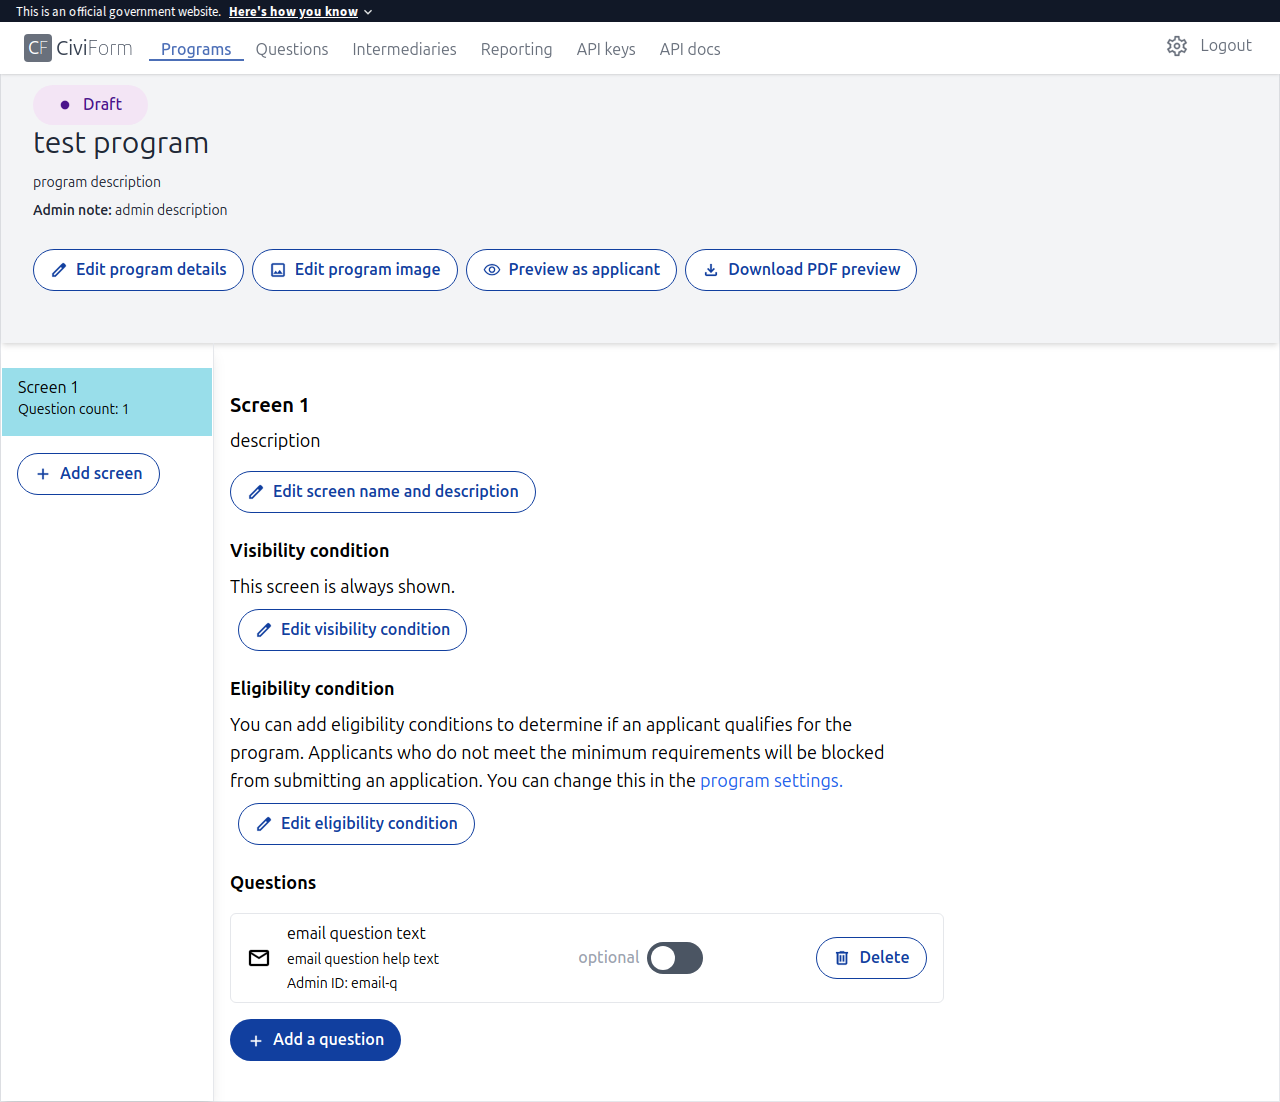 This is an official government website. Here's how you know
CF CiviForm Programs Questions Intermediaries Reporting API keys API docs Logout
Draft
test program
program description
Admin note: admin description
Edit program details Edit program image Preview as applicant Download PDF preview
Screen 1
Question count: 1
Add screen
Screen 1
description
Edit screen name and description
Visibility condition
This screen is always shown.
Edit visibility condition
Eligibility condition
You can add eligibility conditions to determine if an applicant qualifies for the
program. Applicants who do not meet the minimum requirements will be blocked
from submitting an application. You can change this in the program settings.
Edit eligibility condition
Questions
email question text
email question help text
Admin ID: email-q
optional
Delete
Add a question